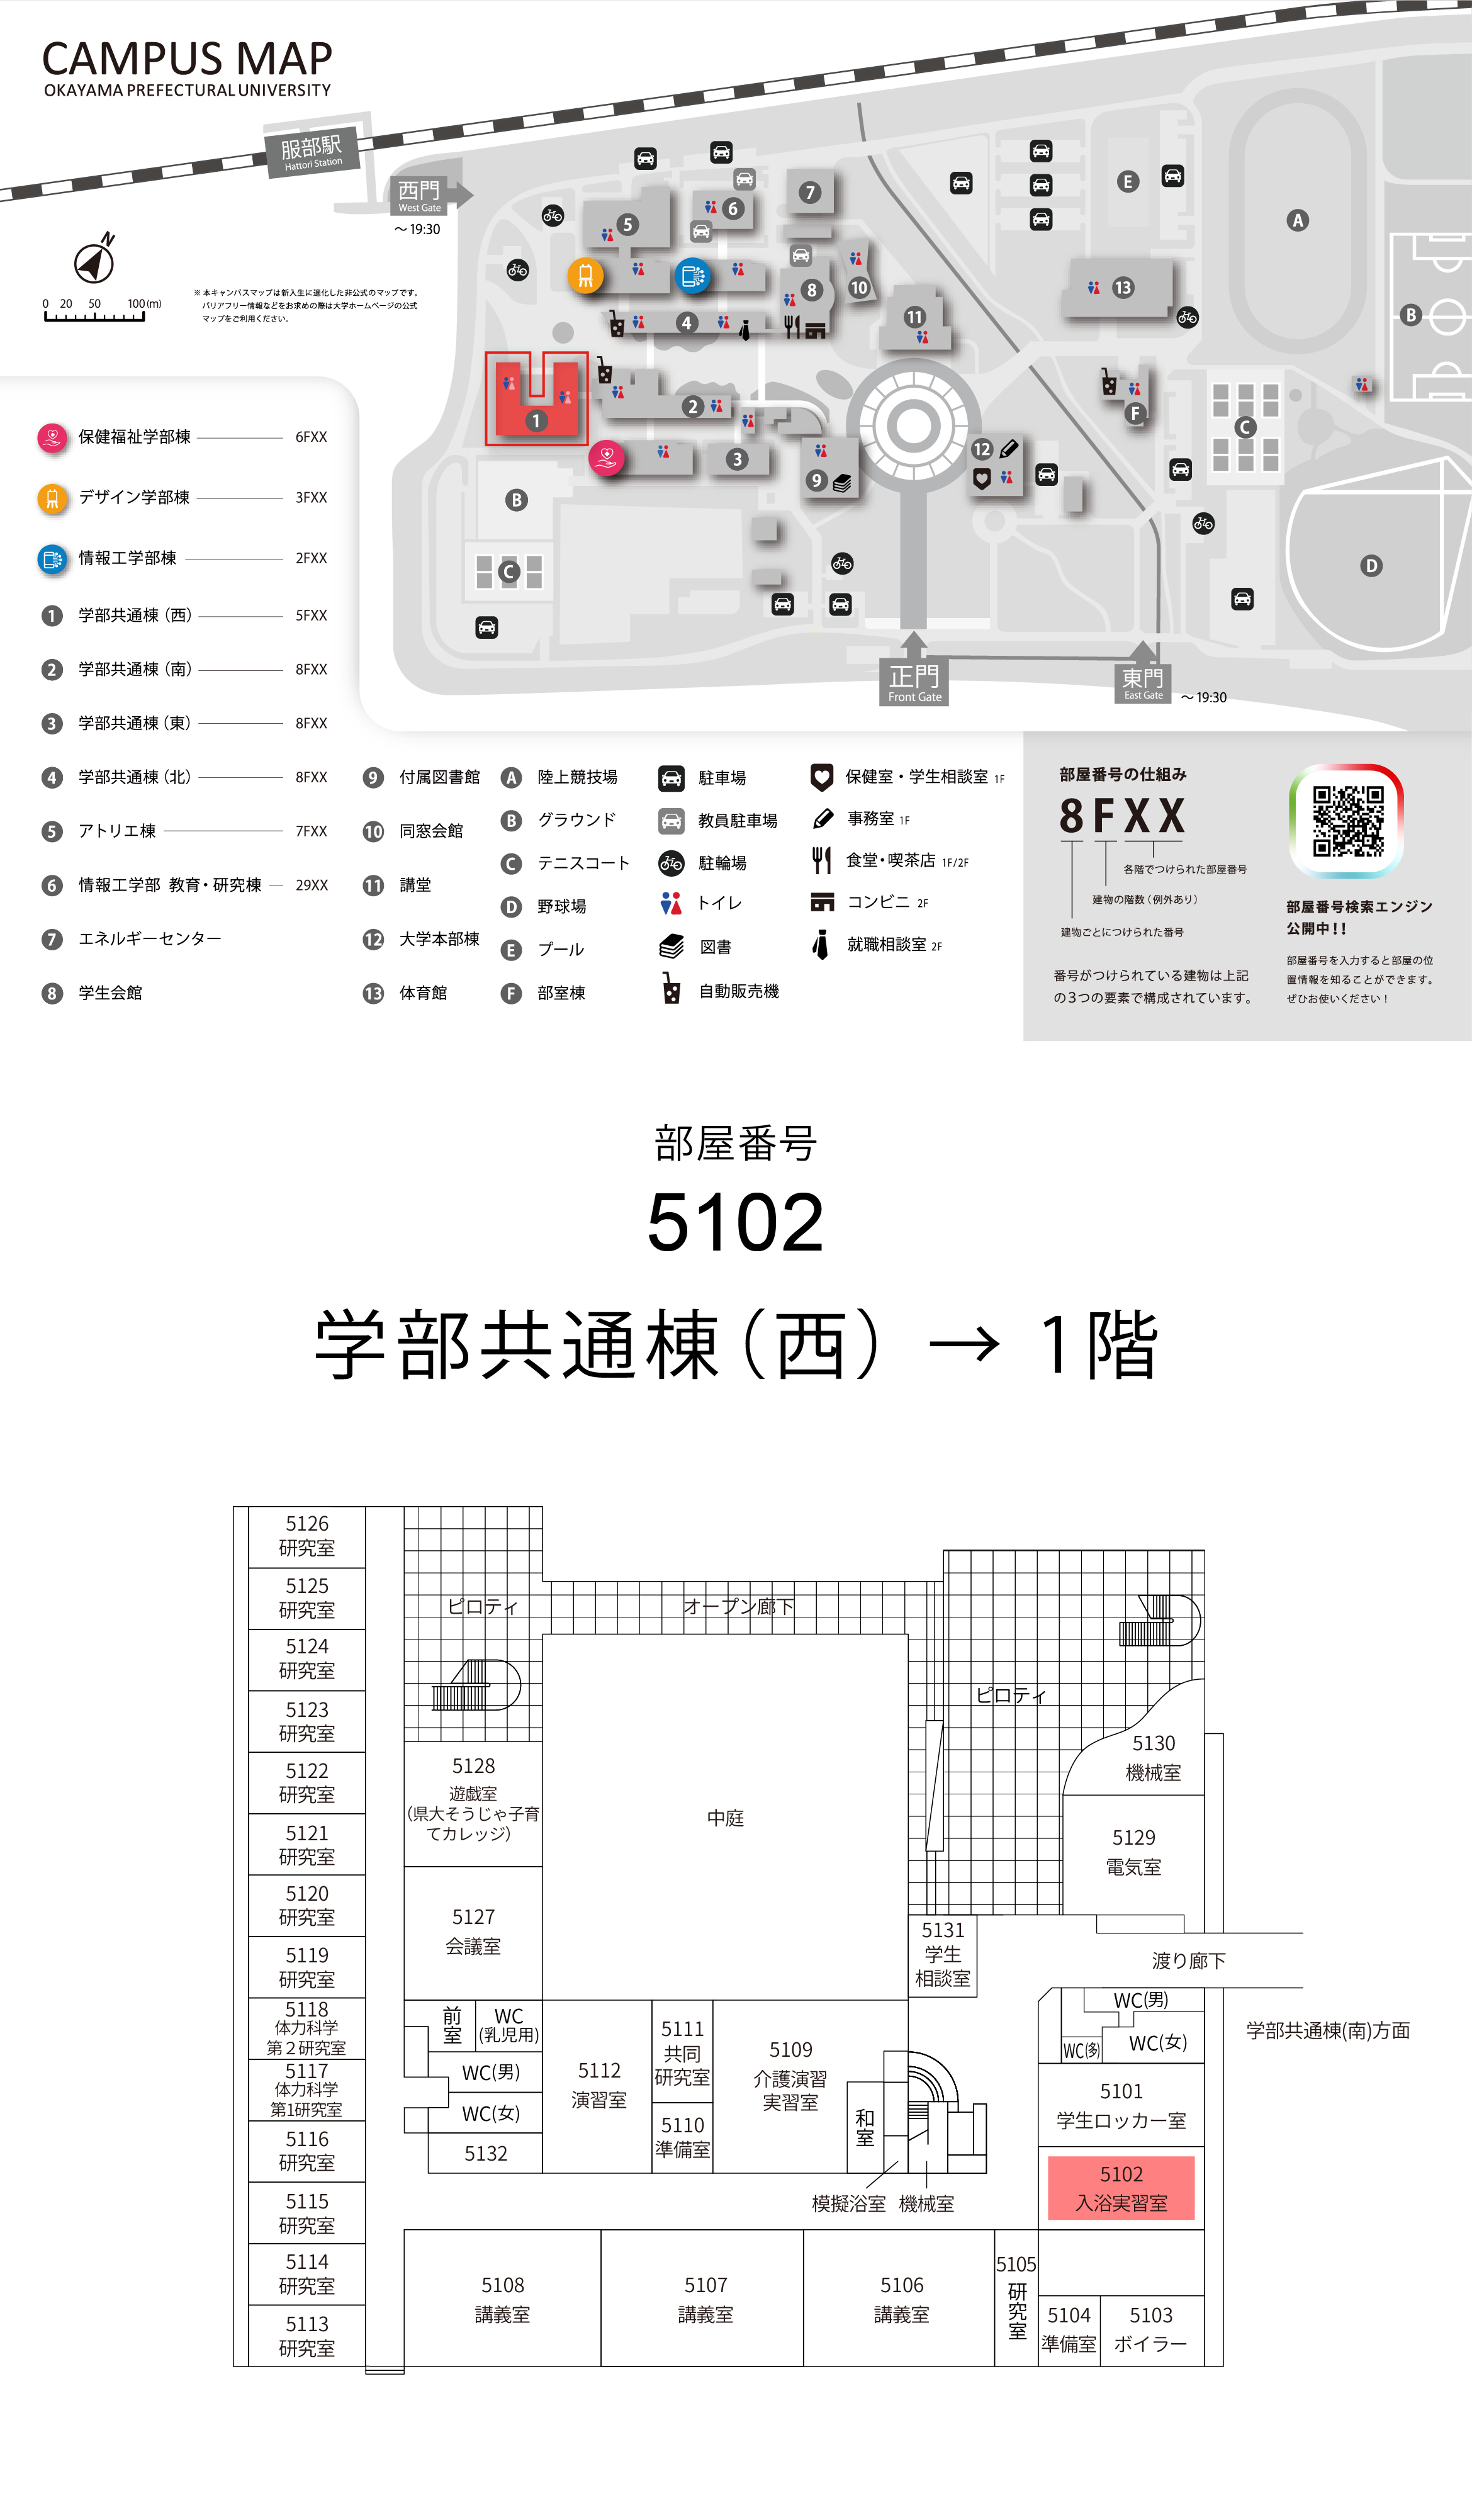 CAMPUS MAP
OKAYAMA PREFECTURAL UNIVERSITY
服部駅
Hattori Station
西門
West Gate
～19:30
N
0 20 50 100(m)
※本キャンパスマップは新入生に適化した非公式のマップです。
バリアフリー情報などをお求めの際は大学ホームページの公式
マップをご利用ください。
5
6
7
8
10
4
11
13
1
2
3
9
12
A
B
C
D
E
F
B
C
正門
Front Gate
東門
East Gate
～19:30
保健福祉学部棟 6FXX
デザイン学部棟 3FXX
情報工学部棟 2FXX
1 学部共通棟（西） 5FXX
2 学部共通棟（南） 8FXX
3 学部共通棟（東） 8FXX
4 学部共通棟（北） 8FXX
5 アトリエ棟 7FXX
6 情報工学部 教育・研究棟 29XX
7 エネルギーセンター
8 学生会館
9 付属図書館
10 同窓会館
11 講堂
12 大学本部棟
13 体育館
A 陸上競技場
B グラウンド
C テニスコート
D 野球場
E プール
F 部室棟
駐車場
教員駐車場
駐輪場
トイレ
図書
自動販売機
保健室・学生相談室 1F
事務室 1F
食堂・喫茶店 1F/2F
コンビニ 2F
就職相談室 2F
部屋番号の仕組み
8FXX
各階でつけられた部屋番号
建物の階数（例外あり）
建物ごとにつけられた番号
番号がつけられている建物は上記
の３つの要素で構成されています。
部屋番号検索エンジン
公開中!!
部屋番号を入力すると部屋の位
置情報を知ることができます。
ぜひお使いください！
部屋番号
5102
学部共通棟（西）→ 1階
5126
研究室
5125
研究室
5124
研究室
5123
研究室
5122
研究室
5121
研究室
5120
研究室
5119
研究室
5118
体力科学
第２研究室
5117
体力科学
第1研究室
5116
研究室
5115
研究室
5114
研究室
5113
研究室
ピロティ
オープン廊下
ピロティ
5128
遊戯室
（県大そうじゃ子育
てカレッジ）
5127
会議室
中庭
5130
機械室
5129
電気室
5131
学生
相談室
渡り廊下
学部共通棟(南)方面
前室
WC
(乳児用)
WC(男)
WC(女)
5132
5112
演習室
5111
共同
研究室
5110
準備室
5109
介護演習
実習室
和室
模擬浴室
機械室
WC(男)
WC(多)
WC(女)
5101
学生ロッカー室
5102
入浴実習室
5108
講義室
5107
講義室
5106
講義室
5105
研究室
5104
準備室
5103
ボイラー